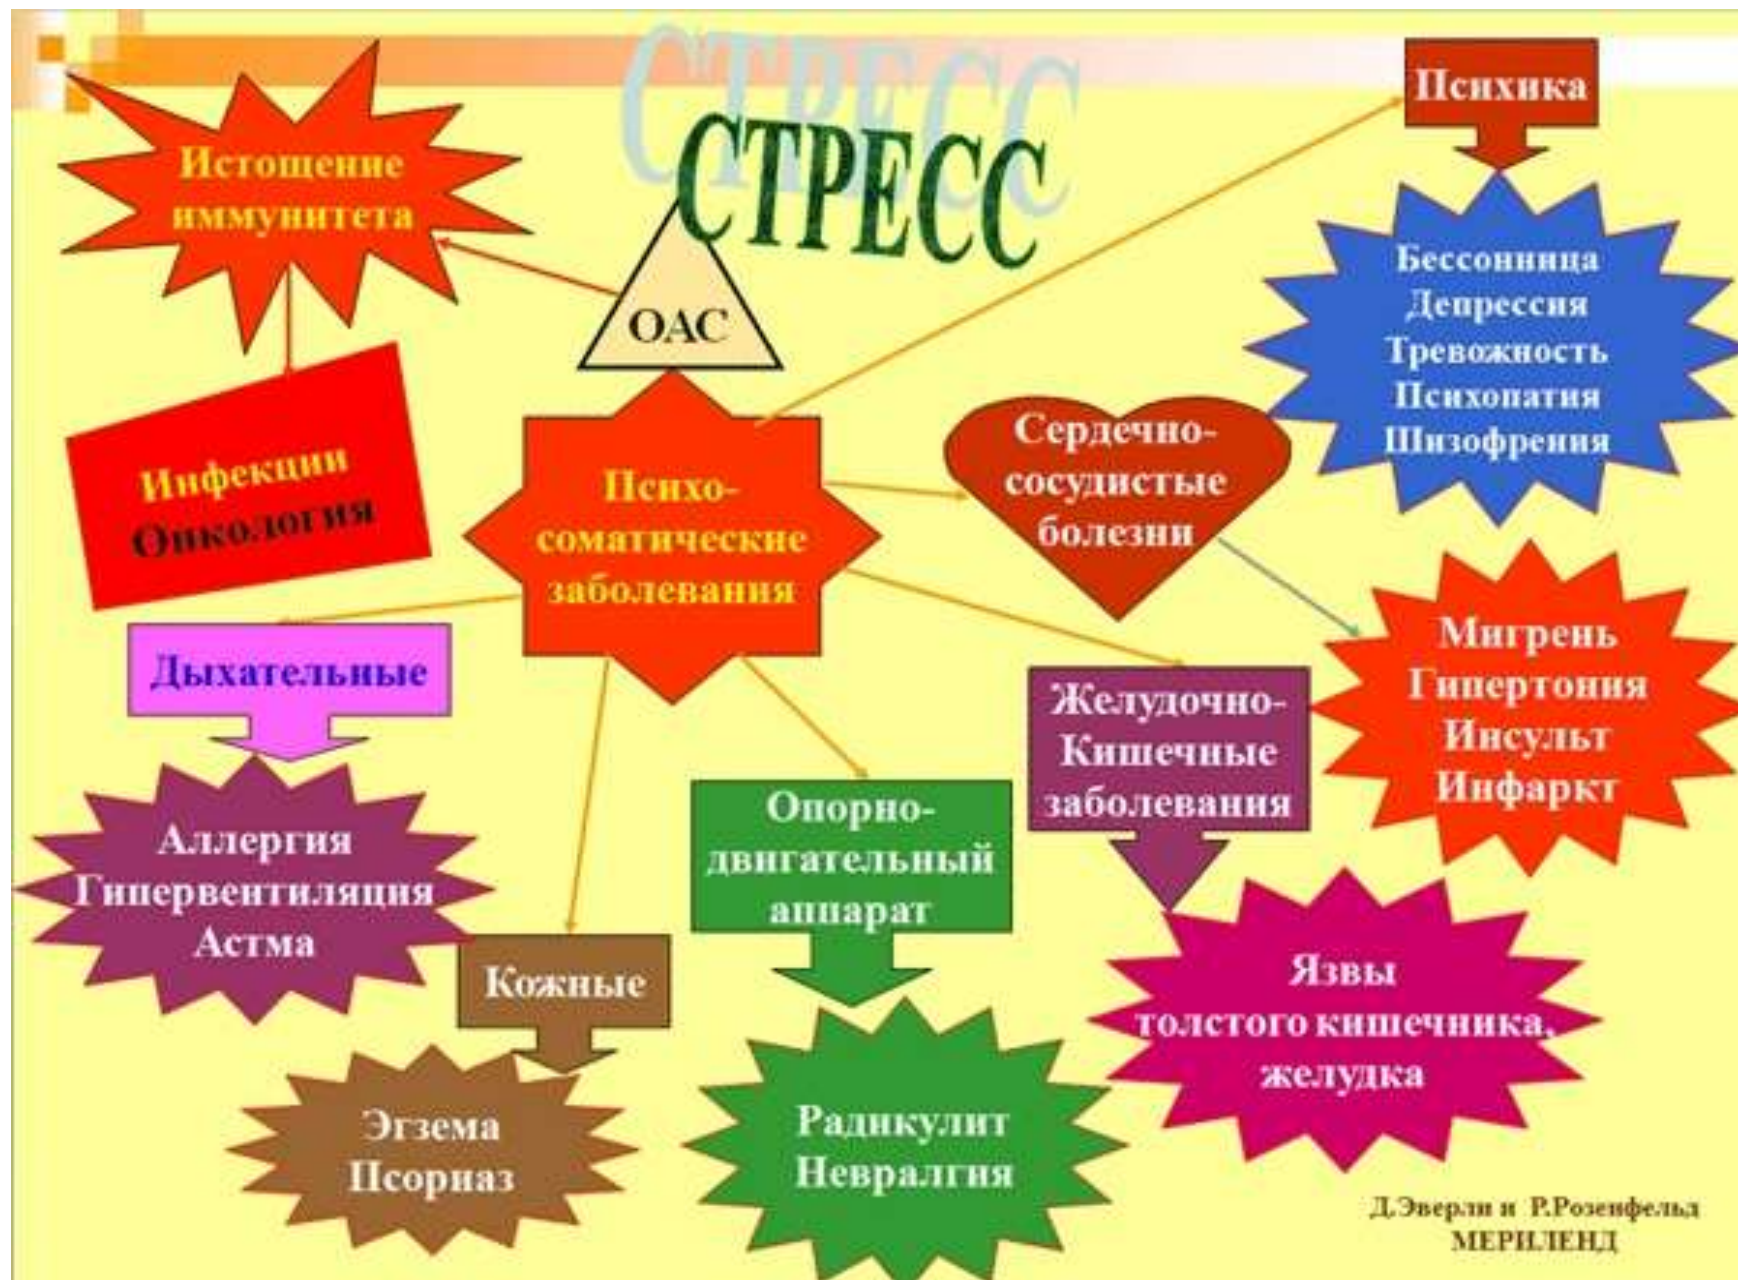 СТРЕСС
Истощение
иммунитета
ОАС
Инфекции
Онкология
Психика
Бессонница
Депрессия
Тревожность
Психопатия
Шизофрения
Психо-
соматические
заболевания
Сердечно-
сосудистые
болезни
Мигрень
Гипертония
Инсульт
Инфаркт
Дыхательные
Аллергия
Гипервентиляция
Астма
Кожные
Эгзема
Псориаз
Опорно-
двигательный
аппарат
Радикулит
Невралгия
Желудочно-
Кишечные
заболевания
Язвы
толстого кишечника,
желудка
Д.Эверли и Р.Розенфельд
МЕРИЛЕНД